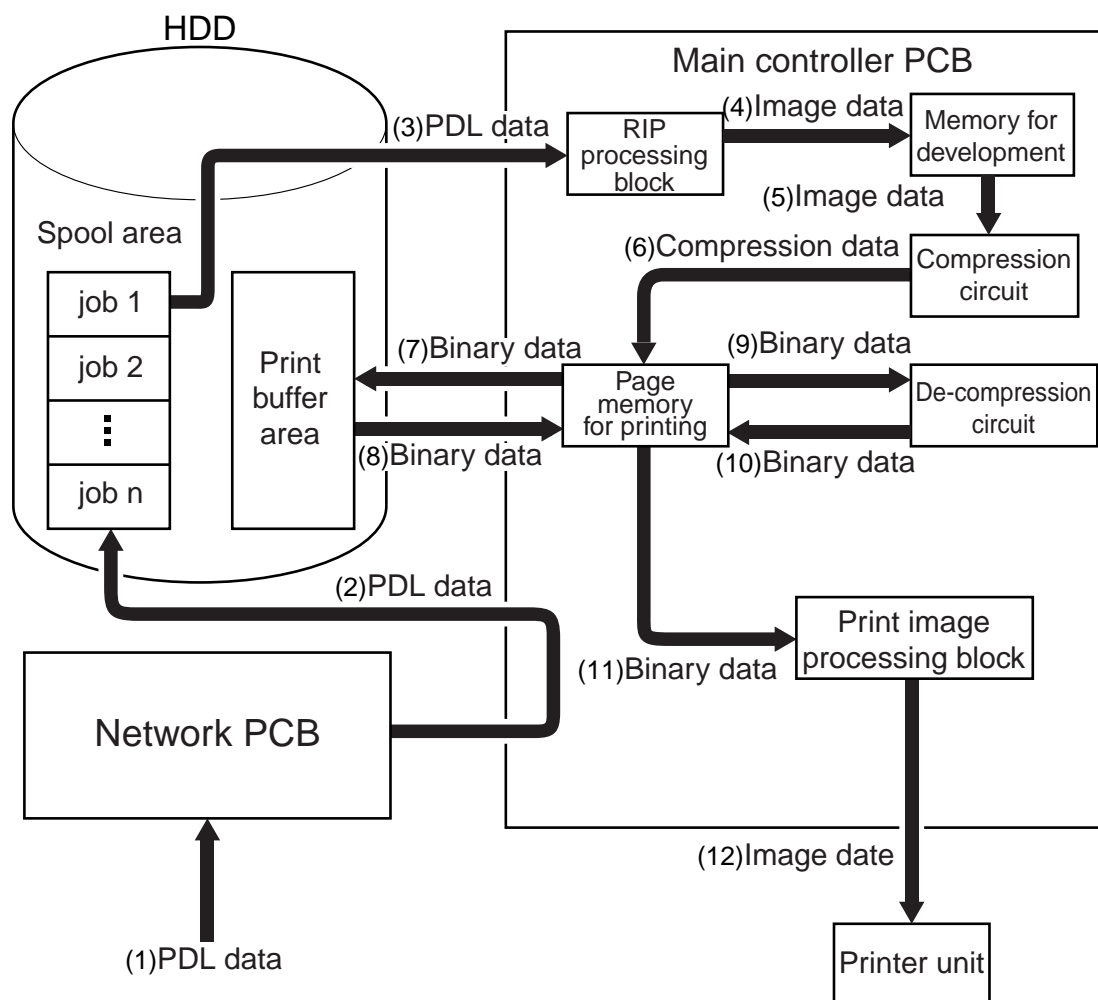 HDD
Main controller PCB
(3)PDL data
(4)Image data
RIP
processing
block
Memory for
development
(5)Image data
Spool area
(6)Compression data
Compression
circuit
job 1
job 2
job n
Print
buffer
area
(7)Binary data
(8)Binary data
Page
memory
for printing
(9)Binary data
De-compression
circuit
(10)Binary data
(2)PDL data
Print image
processing block
(11)Binary data
Network PCB
(12)Image date
(1)PDL data
Printer unit